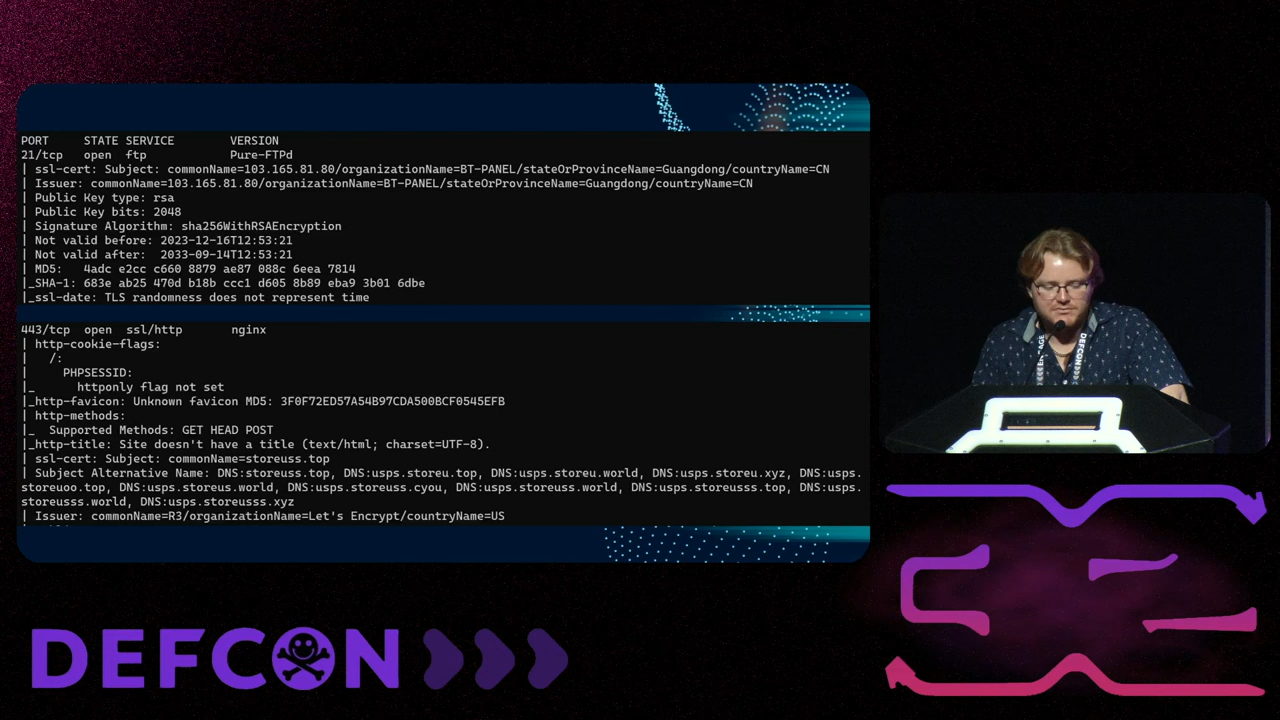 PORT     STATE SERVICE        VERSION
21/tcp   open  ftp            Pure-FTPd
| ssl-cert: Subject: commonName=103.165.81.80/organizationName=BT-PANEL/stateOrProvinceName=Guangdong/countryName=CN
| Issuer: commonName=103.165.81.80/organizationName=BT-PANEL/stateOrProvinceName=Guangdong/countryName=CN
| Public Key type: rsa
| Public Key bits: 2048
| Signature Algorithm: sha256WithRSAEncryption
| Not valid before: 2023-12-16T12:53:21
| Not valid after:  2033-09-14T12:53:21
| MD5:   4adc e2cc c660 8879 ae87 088c 6eea 7814
|_SHA-1: 683e ab25 470d b18b ccc1 d605 8b89 eba9 3b01 6dbe
|_ssl-date: TLS randomness does not represent time
443/tcp  open  ssl/http       nginx
| http-cookie-flags:
|   /:
|     PHPSESSID:
|_      httponly flag not set
|_http-favicon: Unknown favicon MD5: 3F0F72ED57A54B97CDA500BCF0545EFB
| http-methods:
|_  Supported Methods: GET HEAD POST
|_http-title: Site doesn't have a title (text/html; charset=UTF-8).
| ssl-cert: Subject: commonName=storeuss.top
| Subject Alternative Name: DNS:storeuss.top, DNS:usps.storeu.top, DNS:usps.storeu.world, DNS:usps.storeu.xyz, DNS:usps.
storeuoo.top, DNS:usps.storeus.world, DNS:usps.storeuss.cyou, DNS:usps.storeuss.world, DNS:usps.storeusss.top, DNS:usps.
storeusss.world, DNS:usps.storeusss.xyz
| Issuer: commonName=R3/organizationName=Let's Encrypt/countryName=US
DEFCON
DEFCON